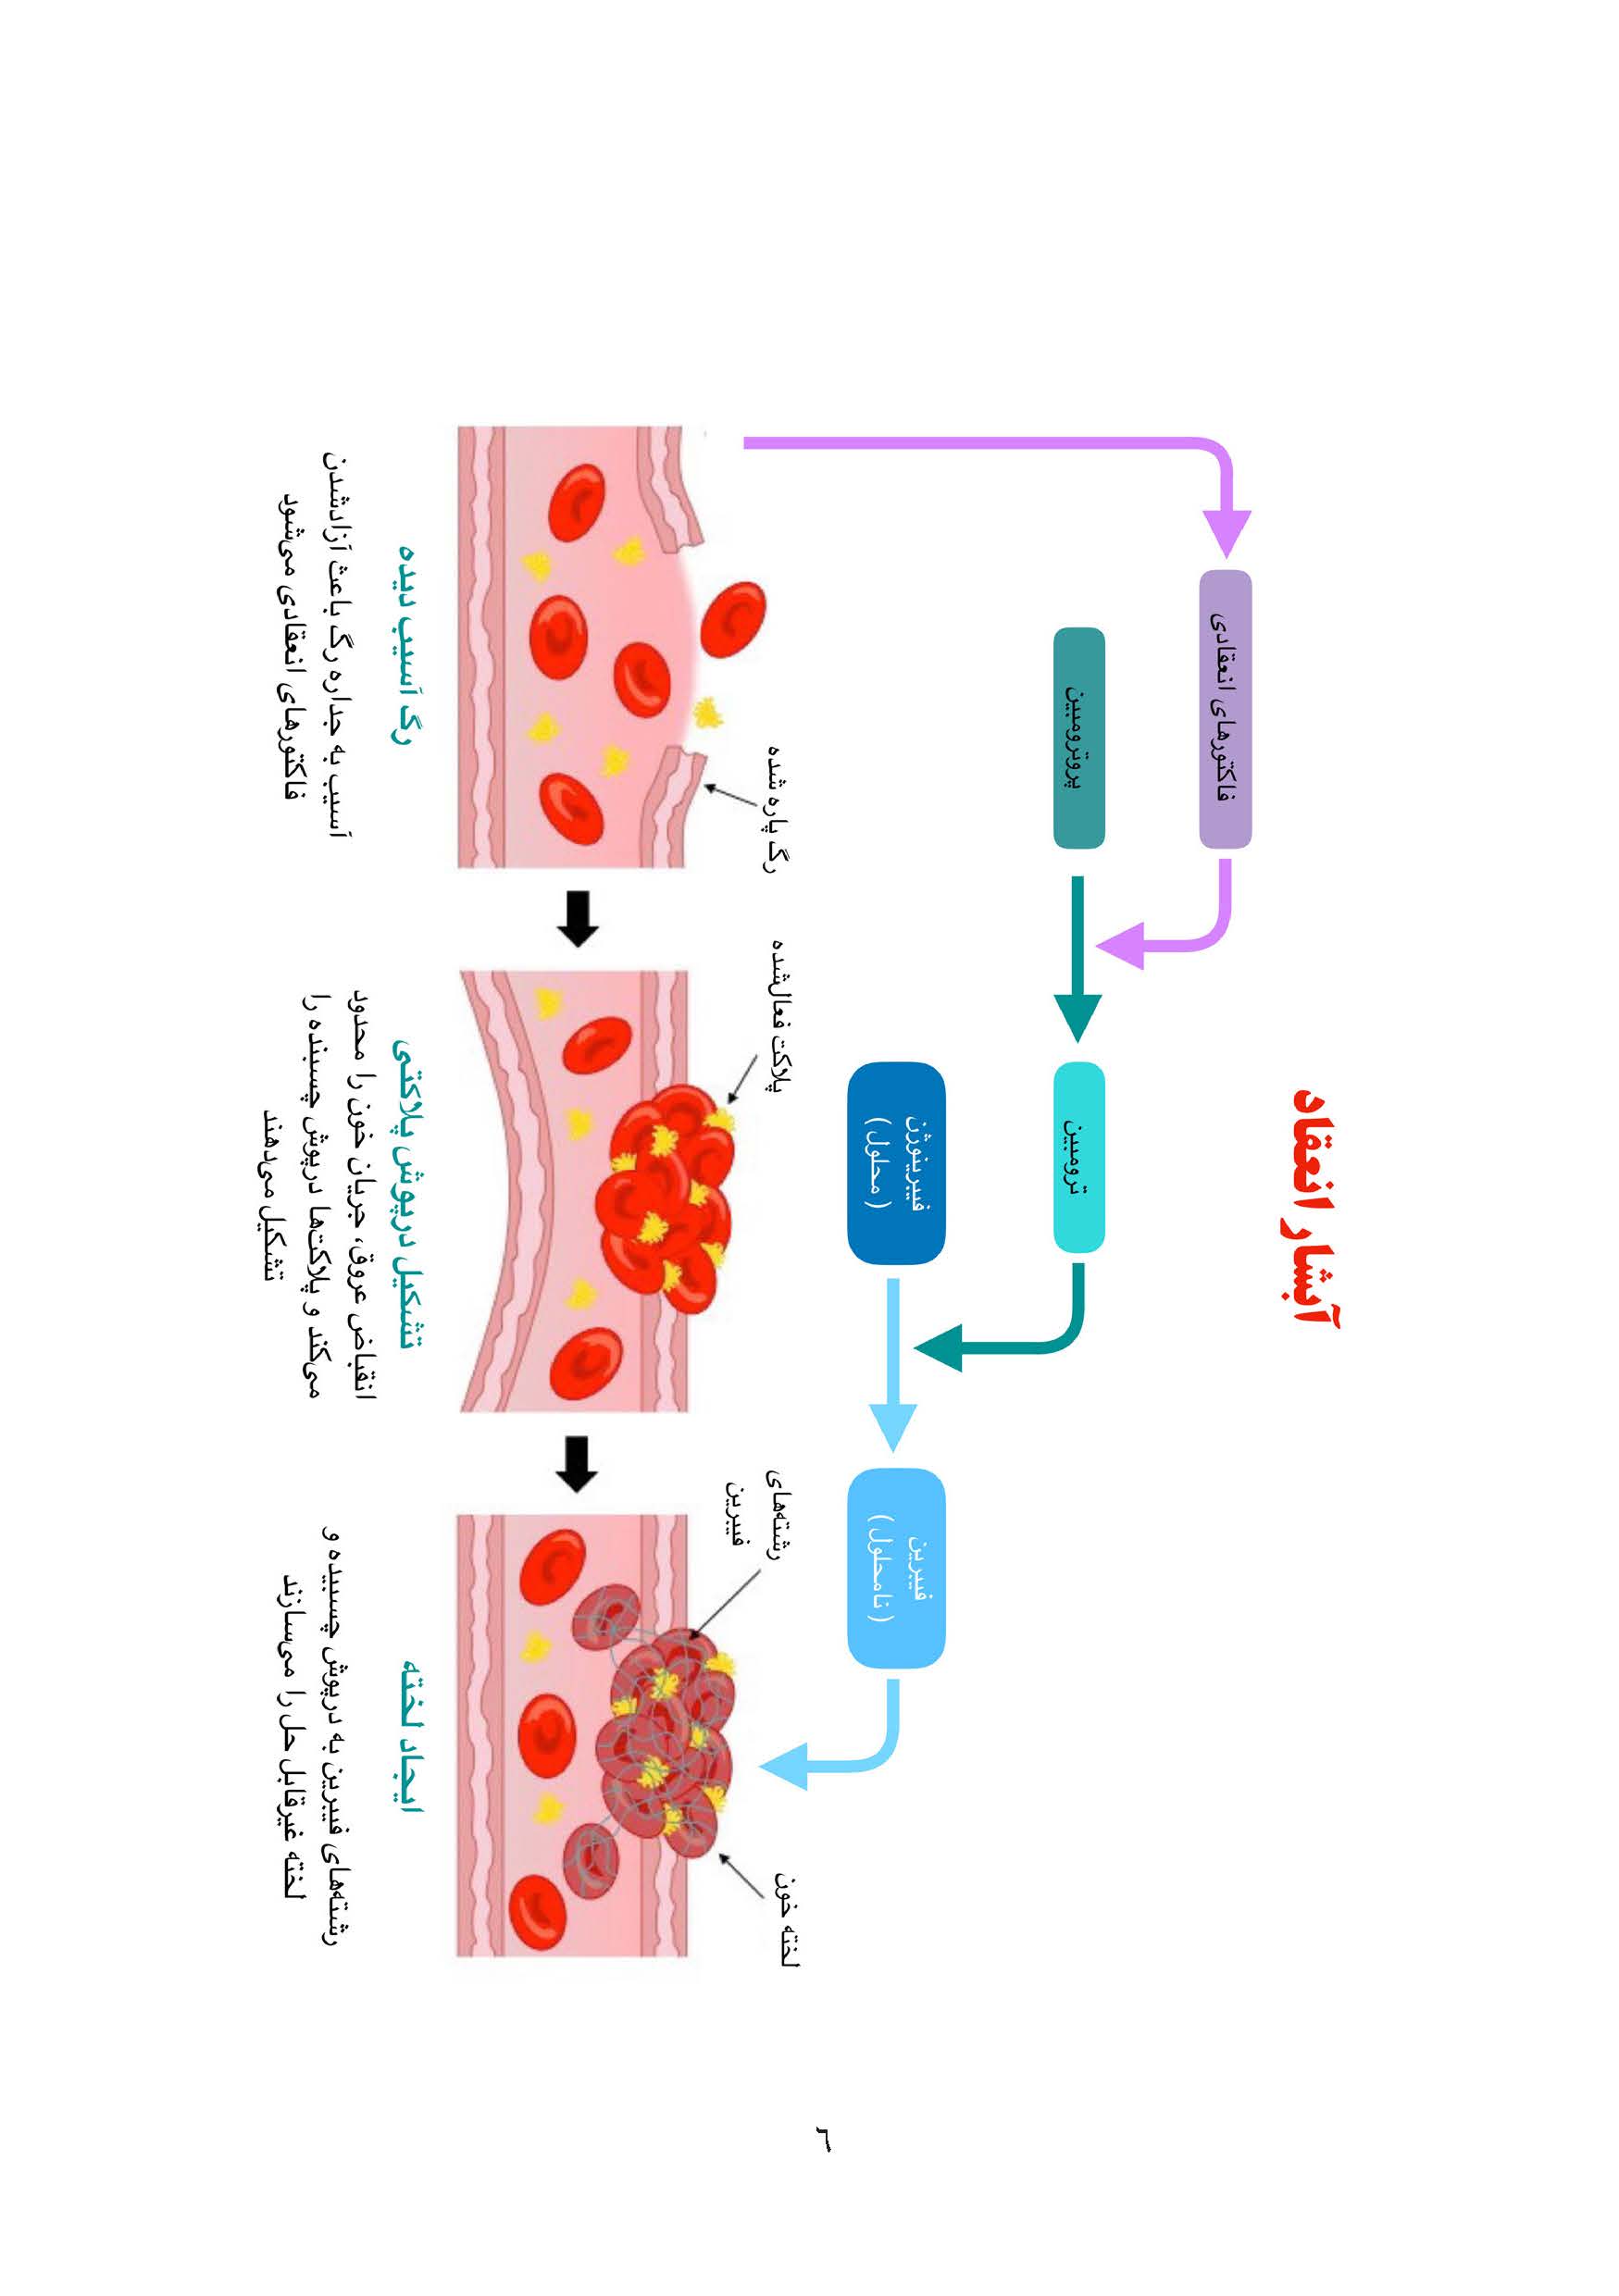 آبشار انعقاد
فاکتورهای انعقادی
پروترومبین
ترومبین
فیبرینوژن
( محلول )
فیبرین
( نامحلول )
رگ پاره شده
پلاکت فعال‌شده
رشته‌های
فیبرین
لخته خون
رگ آسیب دیده
آسیب به جداره رگ باعث آزادشدن
فاکتورهای انعقادی می‌شود
تشکیل درپوش پلاکتی
انقباض عروق، جریان خون را محدود
می‌کند و پلاکت‌ها درپوش چسبنده را
تشکیل می‌دهند
ایجاد لخته
رشته‌های فیبرین به درپوش چسبیده و
لخته غیرقابل حل را می‌سازند
۶